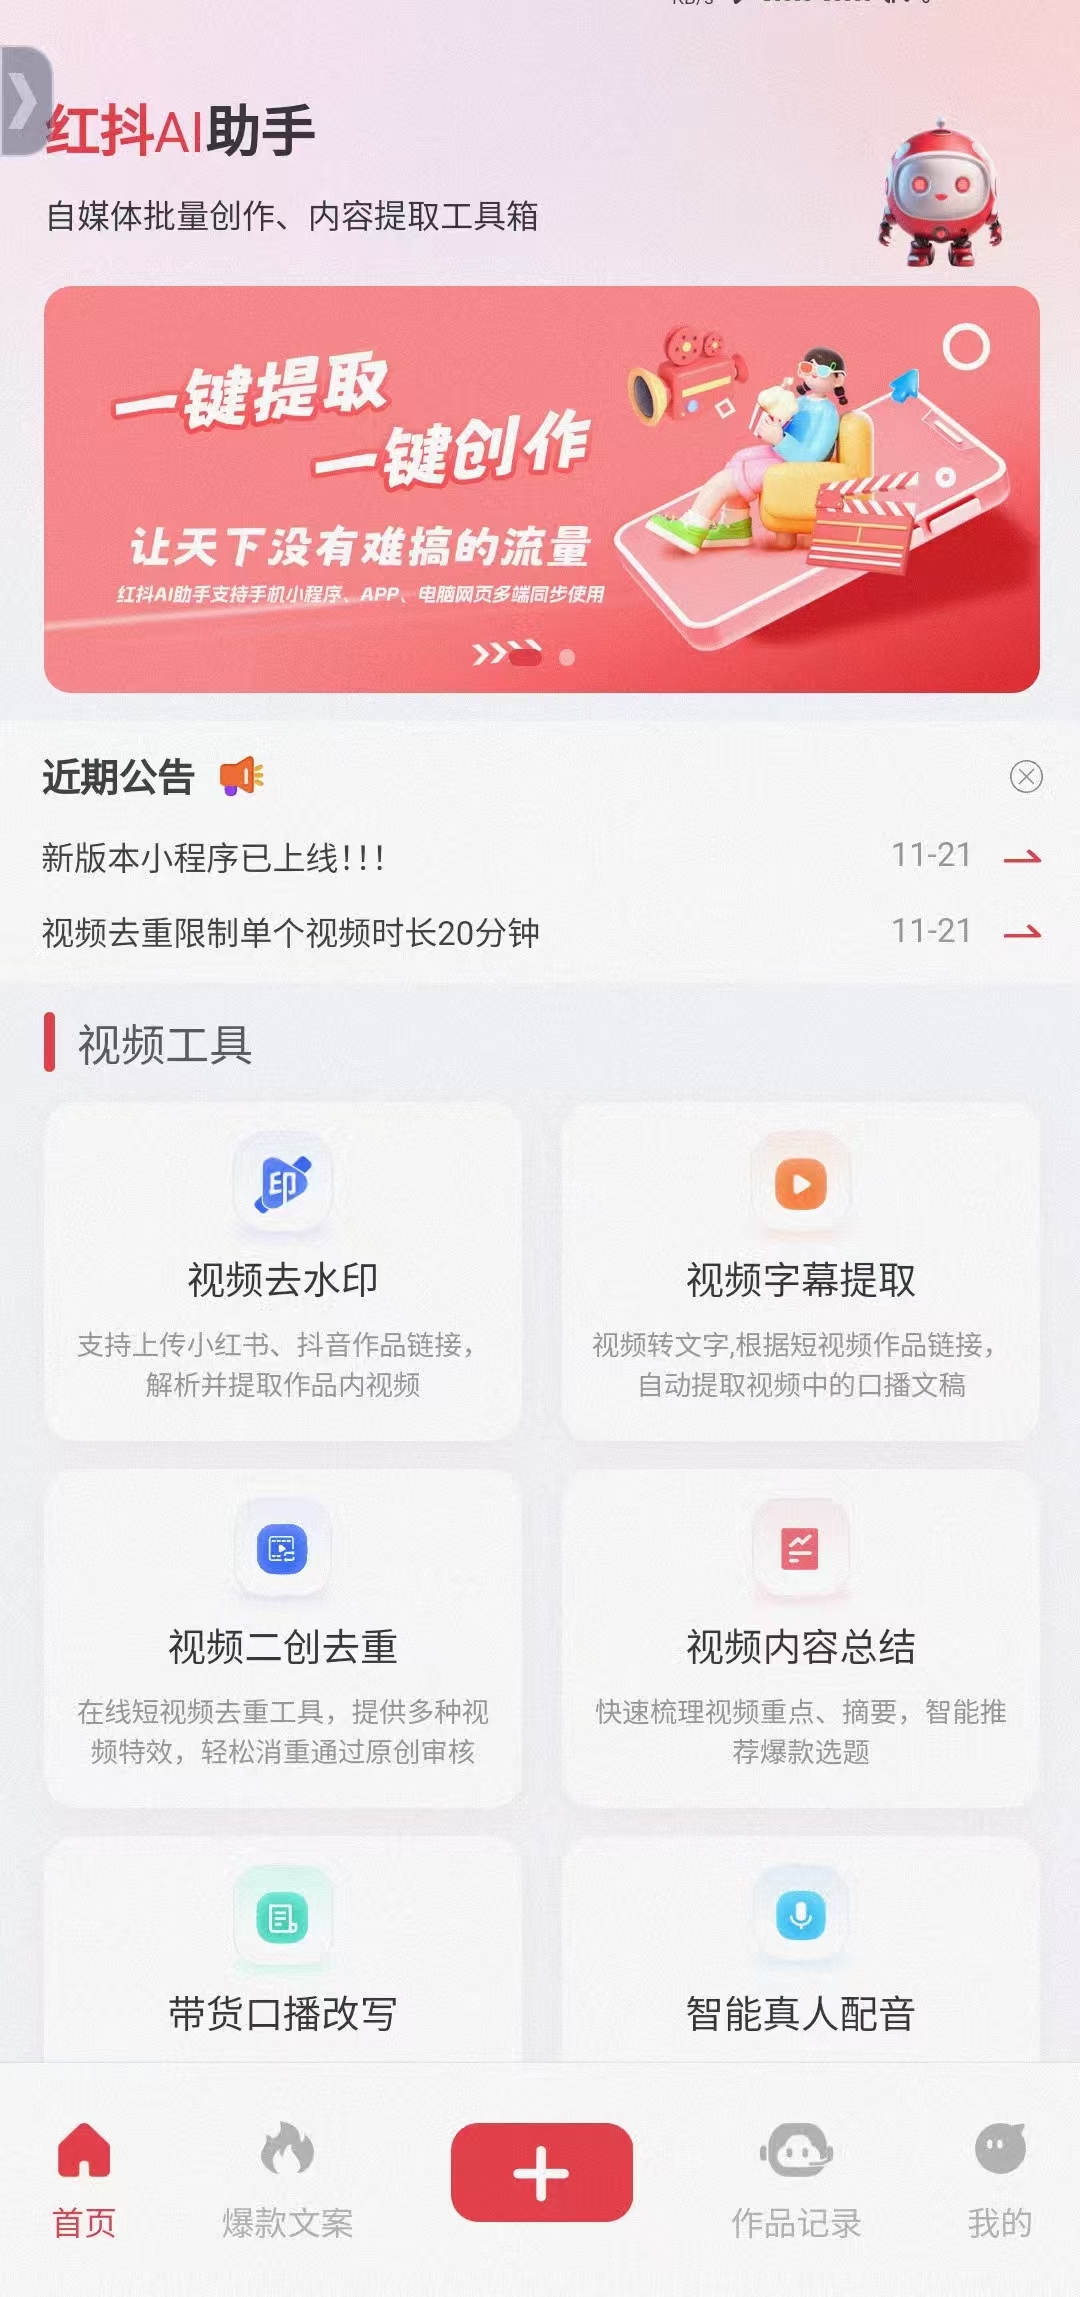 红抖AI助手
自媒体批量创作、内容提取工具箱
一键提取
一键创作
让天下没有难搞的流量
红抖AI助手支持手机小程序、APP、电脑网页多端同步使用
近期公告
新版本小程序已上线!!! 11-21
视频去重限制单个视频时长20分钟 11-21
视频工具
印
视频去水印
支持上传小红书、抖音作品链接，
解析并提取作品内视频
视频字幕提取
视频转文字,根据短视频作品链接，
自动提取视频中的口播文稿
视频二创去重
在线短视频去重工具，提供多种视
频特效，轻松消重通过原创审核
视频内容总结
快速梳理视频重点、摘要，智能推
荐爆款选题
带货口播改写
智能真人配音
首页
爆款文案
作品记录
我的